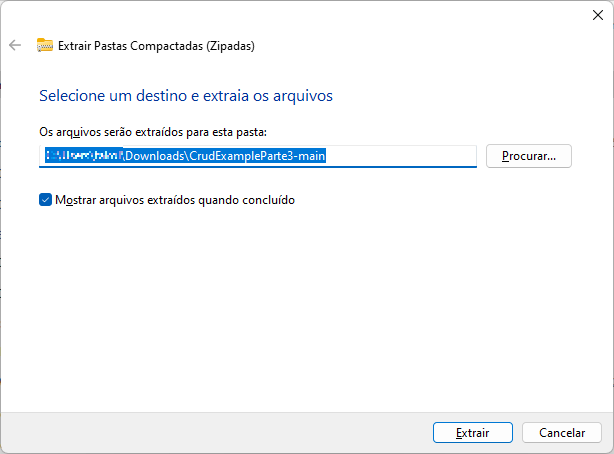 Extrair Pastas Compactadas (Zipadas)
Selecione um destino e extraia os arquivos
Os arquivos serão extraídos para esta pasta:
\Downloads\CrudExampleParte3-main
Procurar...
Mostrar arquivos extraídos quando concluído
Extrair
Cancelar